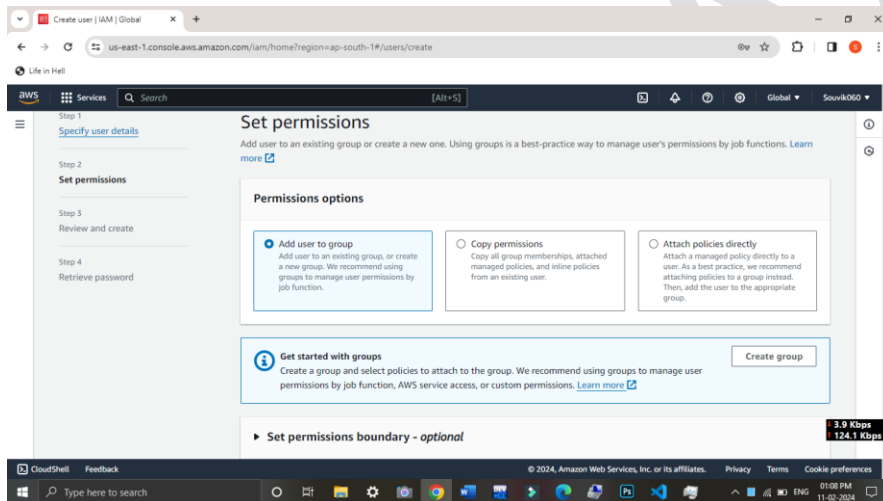 Create user | IAM | Global
us-east-1.console.aws.amazon.com/iam/home?region=ap-south-1#/users/create
Life in Hell
aws
Services
Search
[Alt+S]
Global
Souvik060
Step 1
Specify user details
Step 2
Set permissions
Step 3
Review and create
Step 4
Retrieve password
Set permissions
Add user to an existing group or create a new one. Using groups is a best-practice way to manage user's permissions by job functions. Learn
more
Permissions options
Add user to group
Add user to an existing group, or create
a new group. We recommend using
groups to manage user permissions by
job function.
Copy permissions
Copy all group memberships, attached
managed policies, and inline policies
from an existing user.
Attach policies directly
Attach a managed policy directly to a
user. As a best practice, we recommend
attaching policies to a group instead.
Then, add the user to the appropriate
group.
Get started with groups
Create a group and select policies to attach to the group. We recommend using groups to manage user
permissions by job function, AWS service access, or custom permissions. Learn more
Create group
Set permissions boundary - optional
3.9 Kbps
124.1 Kbps
CloudShell
Feedback
© 2024, Amazon Web Services, Inc. or its affiliates.
Privacy
Terms
Cookie preferences
Type here to search
ENG
01:08 PM
11-02-2024